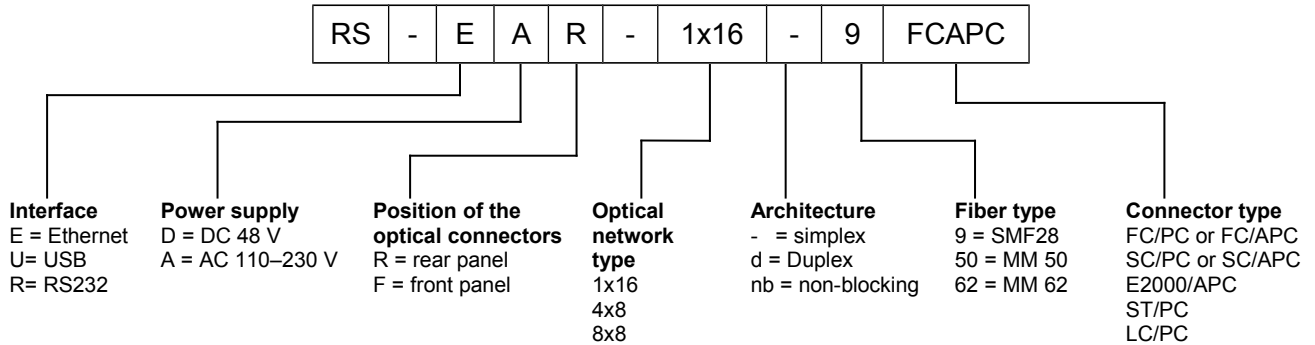 RS - E A R - 1x16 - 9 FCAPC
Interface
E = Ethernet
U= USB
R= RS232
Power supply
D = DC 48 V
A = AC 110–230 V
Position of the
optical connectors
R = rear panel
F = front panel
Optical
network
type
1x16
4x8
8x8
Architecture
- = simplex
d = Duplex
nb = non-blocking
Fiber type
9 = SMF28
50 = MM 50
62 = MM 62
Connector type
FC/PC or FC/APC
SC/PC or SC/APC
E2000/APC
ST/PC
LC/PC